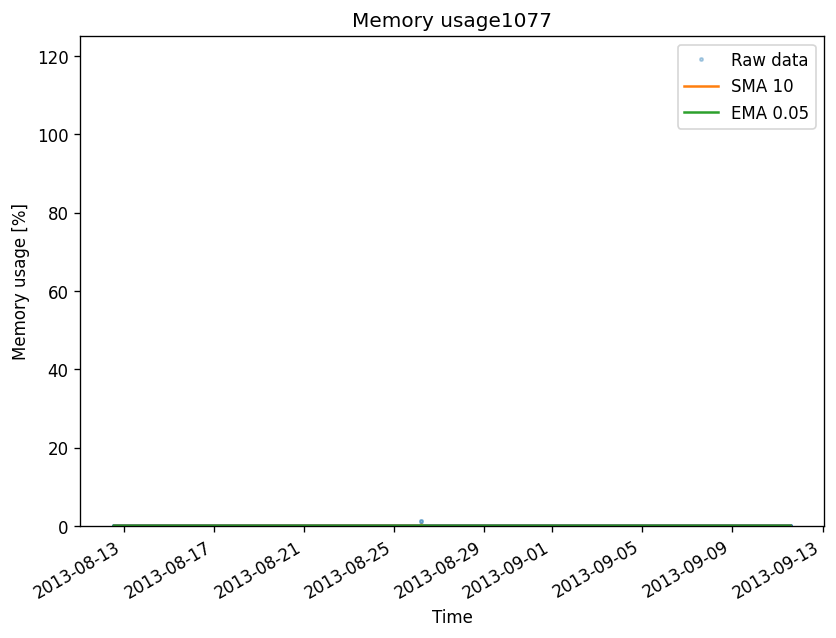 Memory usage1077
120
100
80
60
40
20
0
Memory usage [%]
Raw data
SMA 10
EMA 0.05
2013-08-13
2013-08-17
2013-08-21
2013-08-25
2013-08-29
2013-09-01
2013-09-05
2013-09-09
2013-09-13
Time